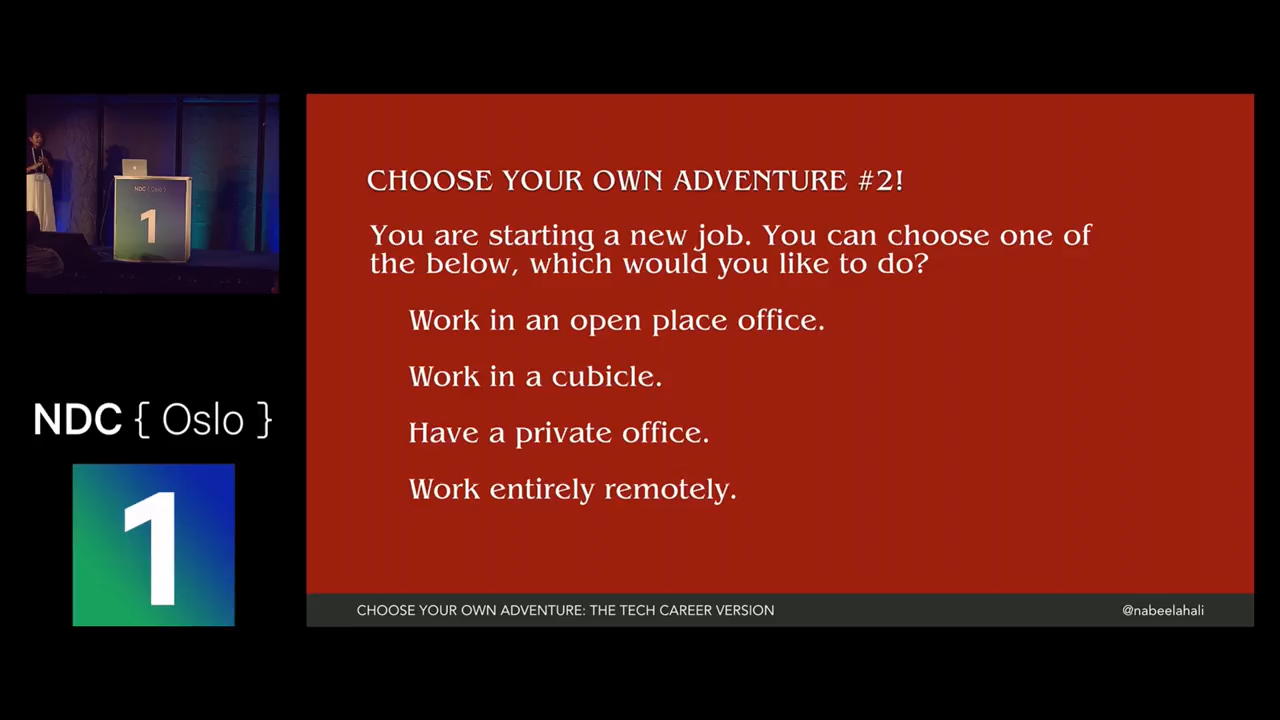 NDC { Oslo }
1
NDC { Oslo }
1
CHOOSE YOUR OWN ADVENTURE #2!
You are starting a new job. You can choose one of
the below, which would you like to do?
Work in an open place office.
Work in a cubicle.
Have a private office.
Work entirely remotely.
CHOOSE YOUR OWN ADVENTURE: THE TECH CAREER VERSION
@nabeelahali